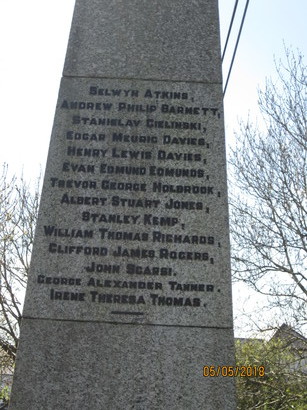 Selwyn Atkins,
Andrew Philip Barnett,
Stanislav Cielinski,
Edgar Meuric Davies,
Henry Lewis Davies,
Evan Edmund Edmunds,
Trevor George Holbrook,
Albert Stuart Jones,
Stanley Kemp,
William Thomas Richards,
Clifford James Rogers,
John Scassi.
George Alexander Tanner.
Irene Theresa Thomas.
05/05/2018